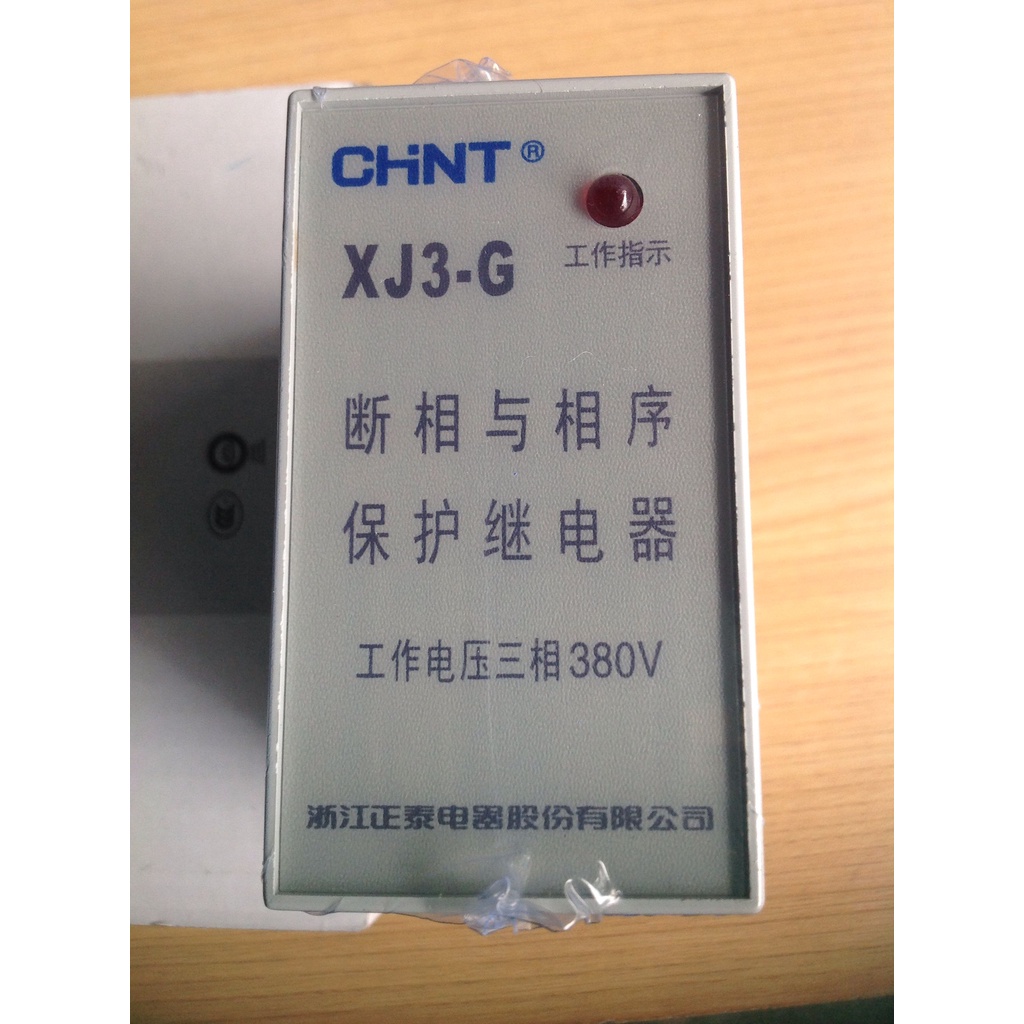 CHiNT®
XJ3-G
工作指示
断相与相序
保护继电器
工作电压三相380V
浙江正泰电器股份有限公司